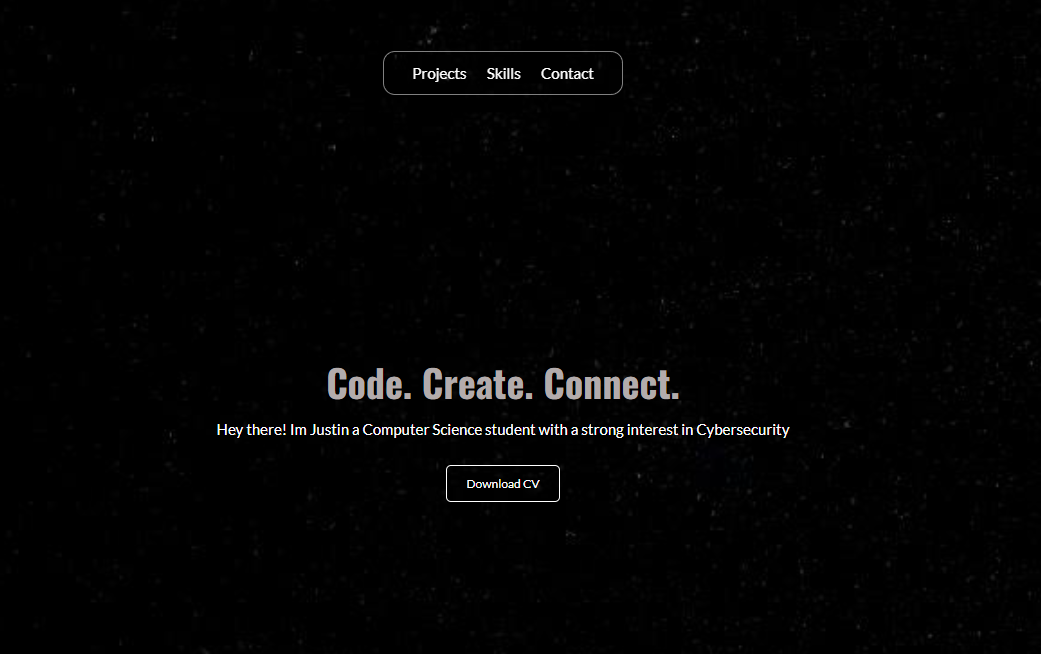 Projects Skills Contact
Code. Create. Connect.
Hey there! Im Justin a Computer Science student with a strong interest in Cybersecurity
Download CV